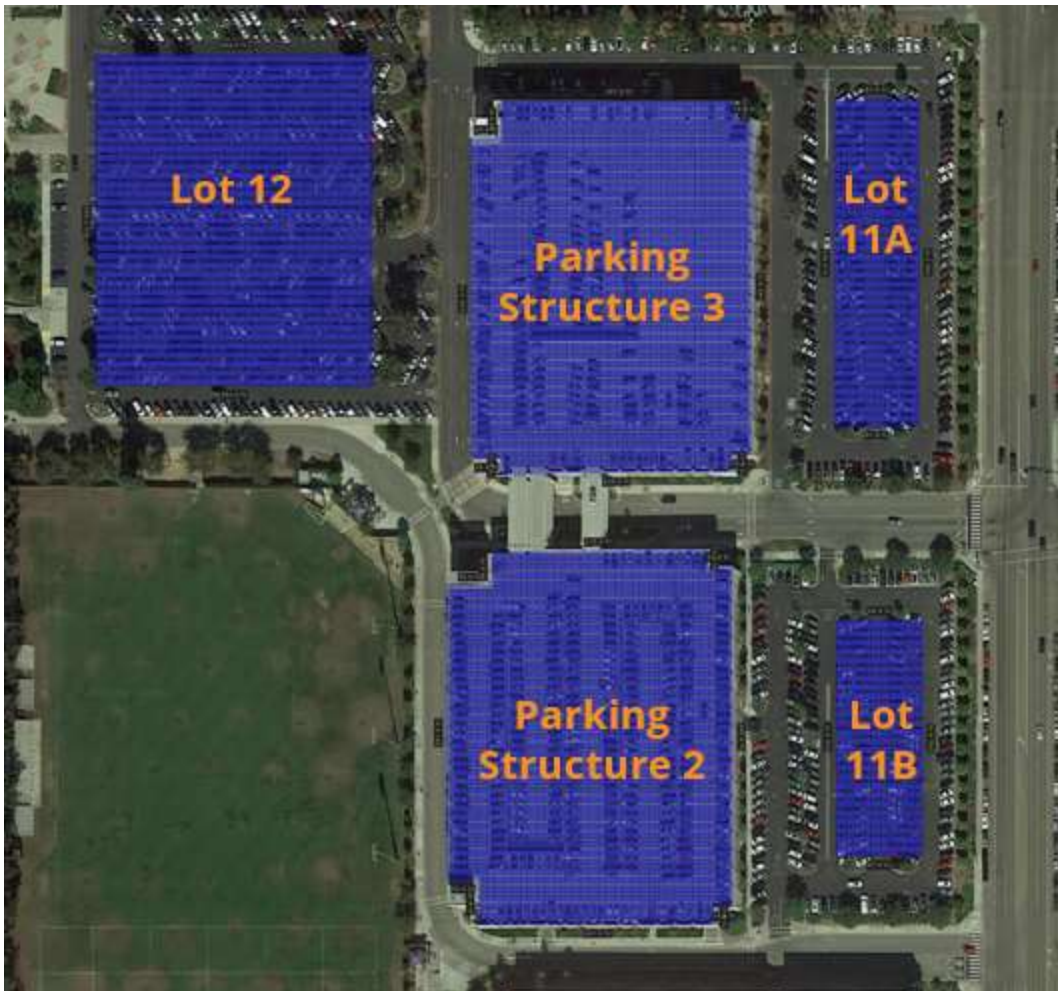 Lot 12
Parking
Structure 3
Lot
11A
Parking
Structure 2
Lot
11B